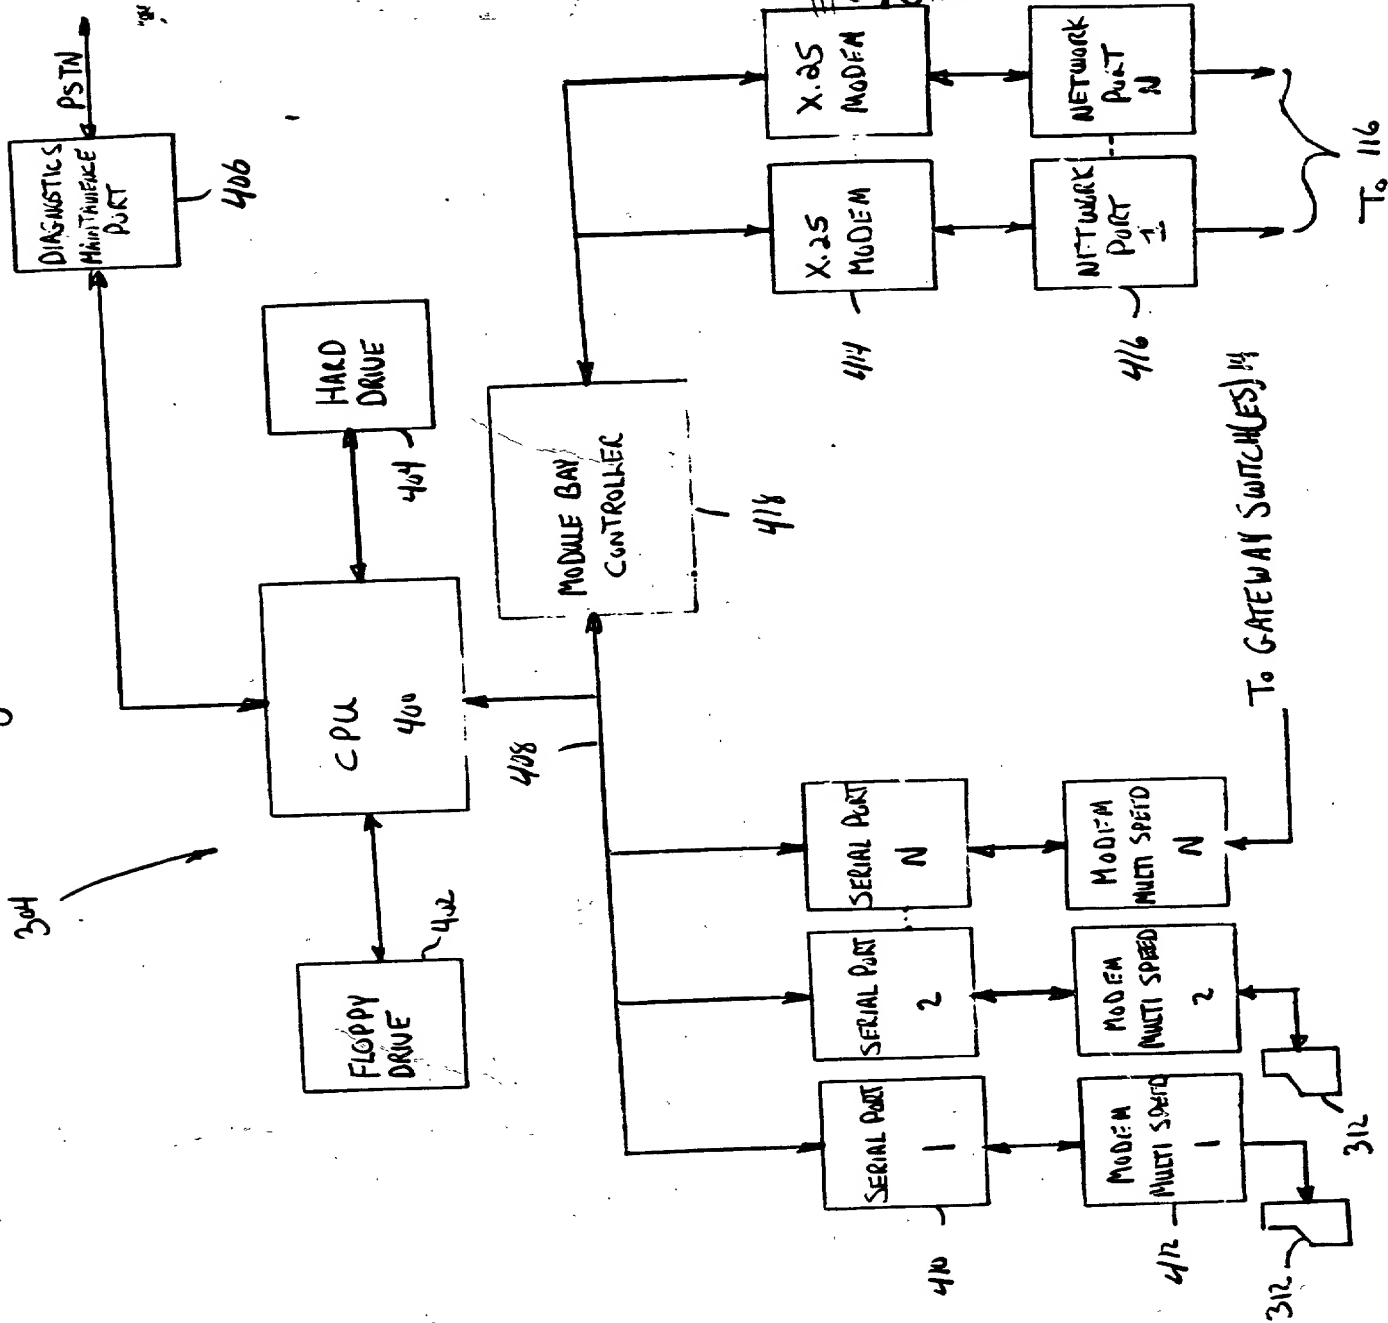 304
FLOPPY
DRIVE
402
CPU
400
HARD
DRIVE
404
DIAGNOSTICS
MAINTAINENCE
PORT
406
PSTN
408
MODULE BAY
CONTROLLER
418
SERIAL PORT
1
410
SERIAL PORT
2
SERIAL PORT
N
MODEM
MULTI SPEED
1
412
MODEM
MULTI SPEED
2
MODEM
MULTI SPEED
N
312
312
To GATEWAY SWITCH(ES) 114
X.25
MODEM
414
X.25
MODEM
NETWORK
PORT
1
416
NETWORK
PORT
N
To 116